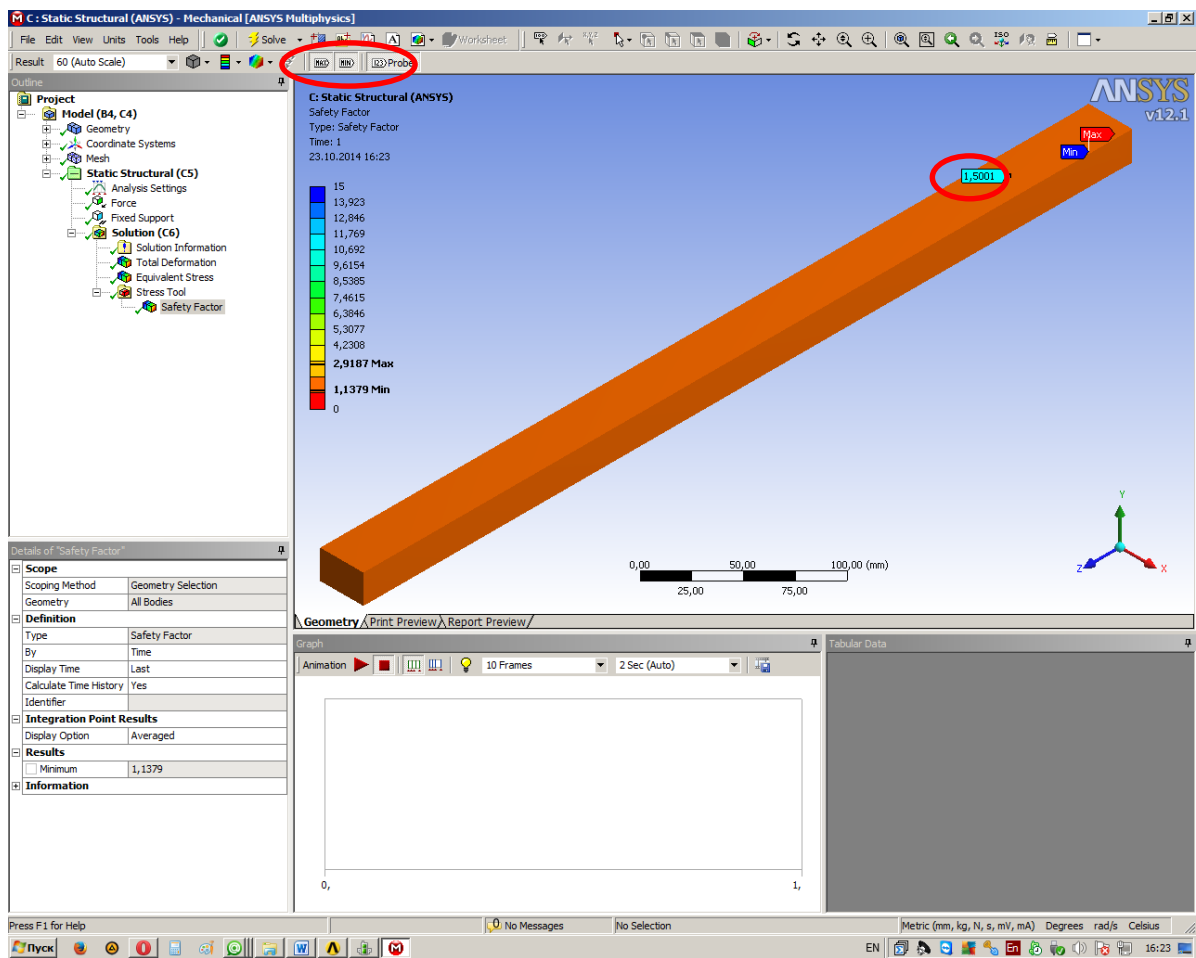 C : Static Structural (ANSYS) - Mechanical [ANSYS Multiphysics]
File Edit View Units Tools Help Solve Worksheet
Result 60 (Auto Scale) MAX MIN Probe
Outline
Project
Model (B4, C4)
Geometry
Coordinate Systems
Mesh
Static Structural (C5)
Analysis Settings
Force
Fixed Support
Solution (C6)
Solution Information
Total Deformation
Equivalent Stress
Stress Tool
Safety Factor
C: Static Structural (ANSYS)
Safety Factor
Type: Safety Factor
Time: 1
23.10.2014 16:23
15
13,923
12,846
11,769
10,692
9,6154
8,5385
7,4615
6,3846
5,3077
4,2308
2,9187 Max
1,1379 Min
0
ANSYS
v12.1
Max
Min
1,5001
0,00 50,00 100,00 (mm)
25,00 75,00
Y
Z X
Geometry Print Preview Report Preview
Details of "Safety Factor"
Scope
Scoping Method Geometry Selection
Geometry All Bodies
Definition
Type Safety Factor
By Time
Display Time Last
Calculate Time History Yes
Identifier
Integration Point Results
Display Option Averaged
Results
Minimum 1,1379
Information
Graph
Animation 10 Frames 2 Sec (Auto)
0, 1,
Tabular Data
Press F1 for Help No Messages No Selection Metric (mm, kg, N, s, mV, mA) Degrees rad/s Celsius
Пуск EN En 16:23